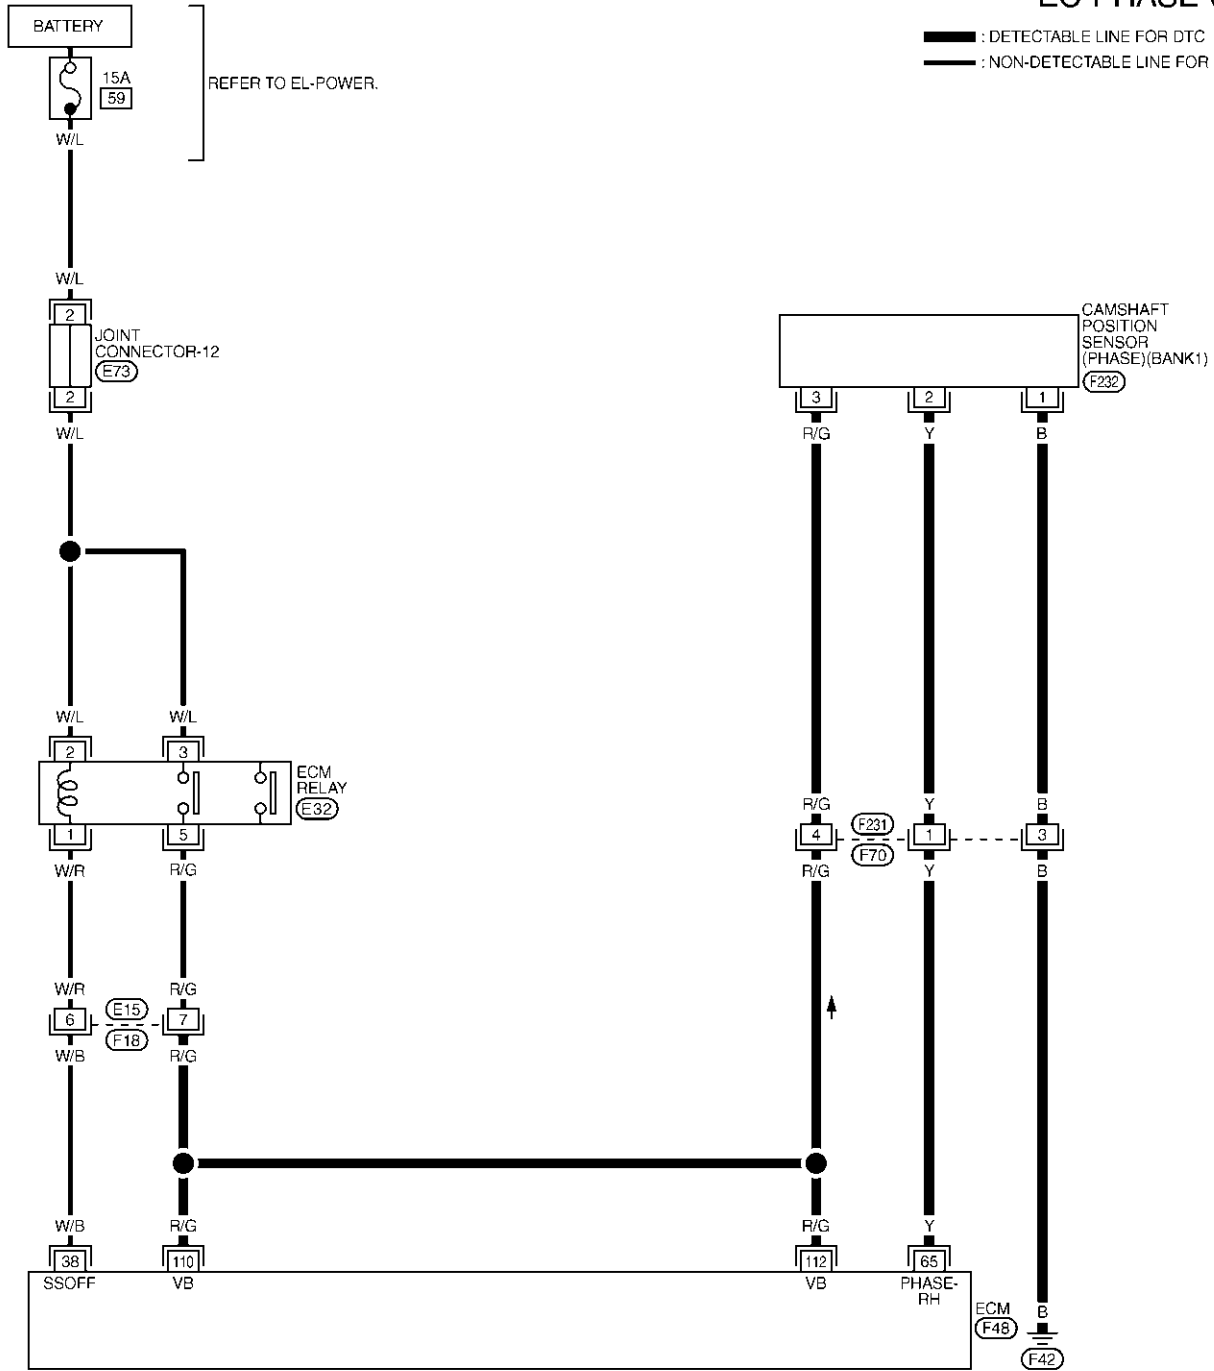 BATTERY
: DETECTABLE LINE FOR DTC
: NON-DETECTABLE LINE FOR
15A
59
REFER TO EL-POWER.
W/L
W/L
2
JOINT
CONNECTOR-12
E73
2
W/L
CAMSHAFT
POSITION
SENSOR
(PHASE)(BANK1)
F232
3 2 1
R/G Y B
W/L W/L
2 3
ECM
RELAY
E32
1 5
W/R R/G
R/G Y B
4 F231 1 3
F70
R/G Y B
W/R R/G
6 E15 7
F18
W/B R/G
W/B R/G R/G Y
38 110 112 65
SSOFF VB VB PHASE-
RH
ECM
F48
B
F42